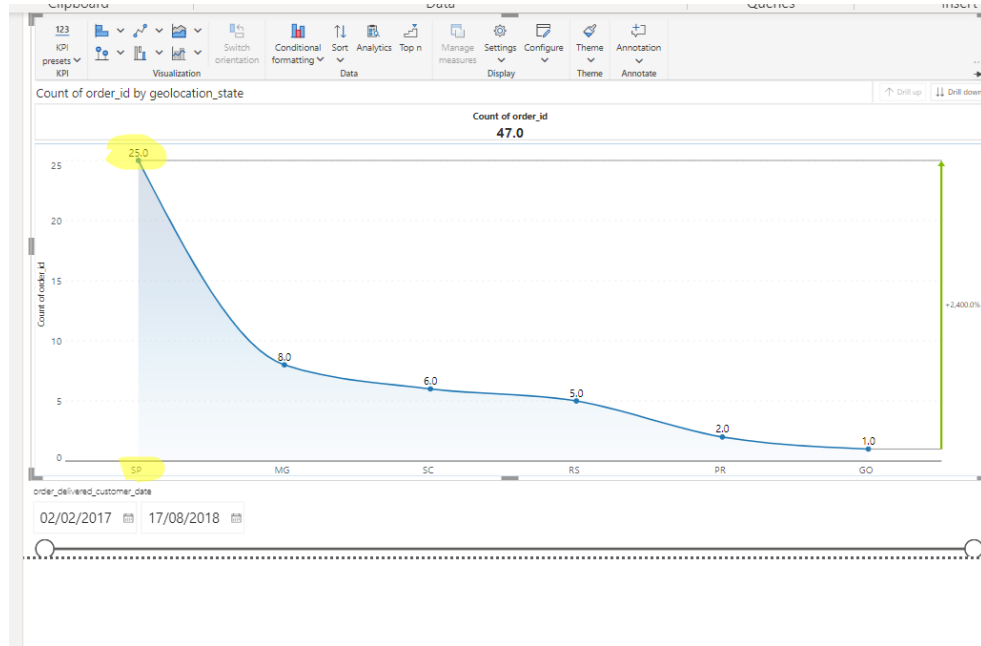 Clipboard Data Queries Insert
123
KPI presets
KPI
Switch orientation
Visualization
Conditional formatting Sort Analytics Top n
Data
Manage measures Settings Configure
Display
Theme
Theme
Annotation
Annotate
Count of order_id by geolocation_state
Drill up Drill down
Count of order_id
47.0
Count of order_id
25
20
15
10
5
0
25.0
8.0
6.0
5.0
2.0
1.0
+2,400.0%
SP MG SC RS PR GO
order_delivered_customer_date
02/02/2017 17/08/2018